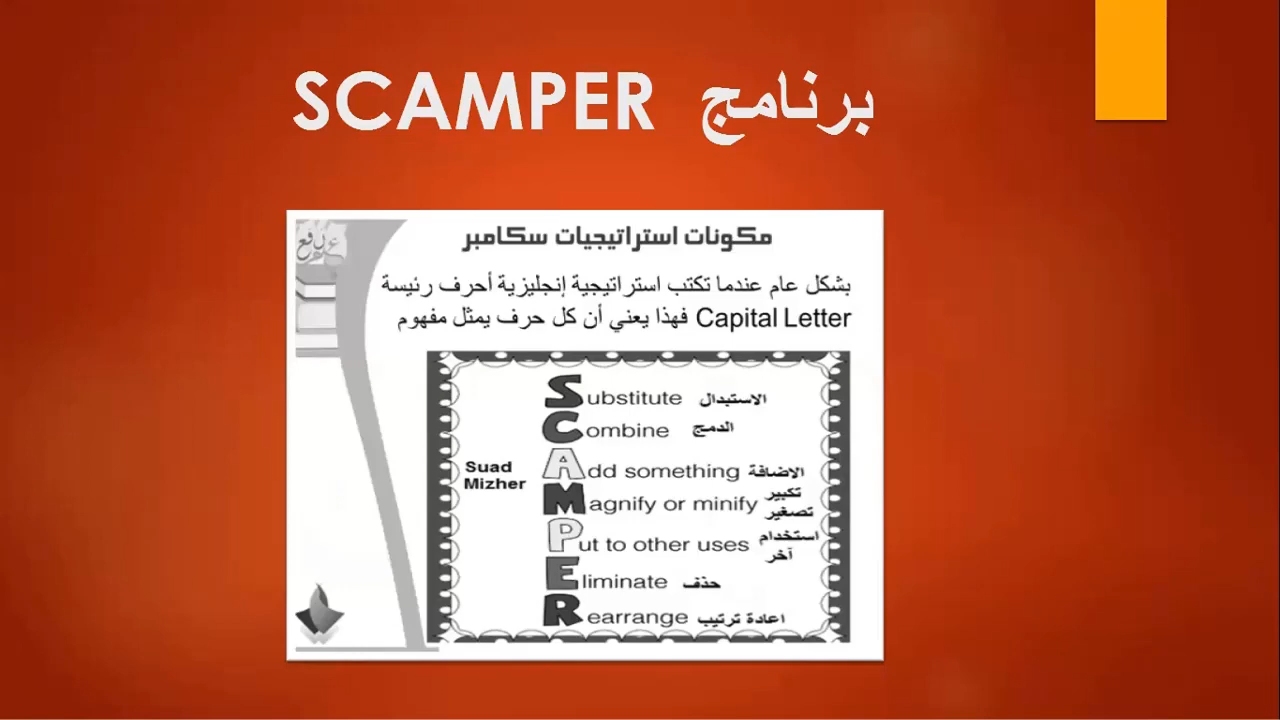 برنامج SCAMPER
مكونات استراتيجيات سكامبر
بشكل عام عندما تكتب استراتيجية إنجليزية أحرف رئيسة
Capital Letter فهذا يعني أن كل حرف يمثل مفهوم
Substitute الاستبدال
Combine الدمج
Add something الاضافة
Suad
Mizher
Magnify or minify تكبير
تصغير
Put to other uses استخدام
آخر
Eliminate حذف
Rearrange اعادة ترتيب